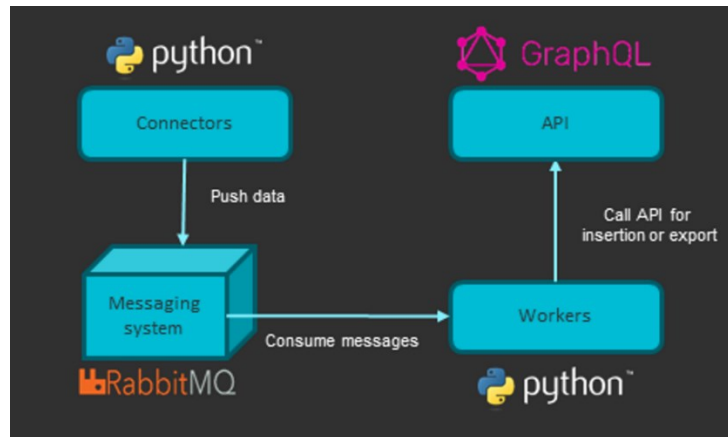 python™
GraphQL
Connectors
API
Push data
Call API for
insertion or export
Messaging
system
Workers
Consume messages
RabbitMQ
python™